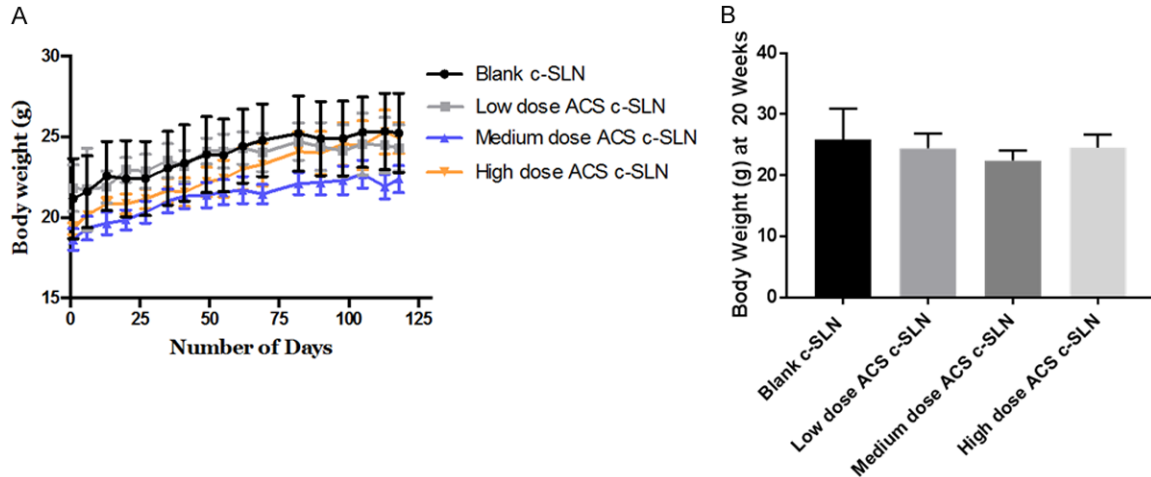 A
30
25
20
15
0
25
50
75
100
125
Body weight (g)
Number of Days
Blank c-SLN
Low dose ACS c-SLN
Medium dose ACS c-SLN
High dose ACS c-SLN
B
40
30
20
10
0
Body Weight (g) at 20 Weeks
Blank c-SLN
Low dose ACS c-SLN
Medium dose ACS c-SLN
High dose ACS c-SLN